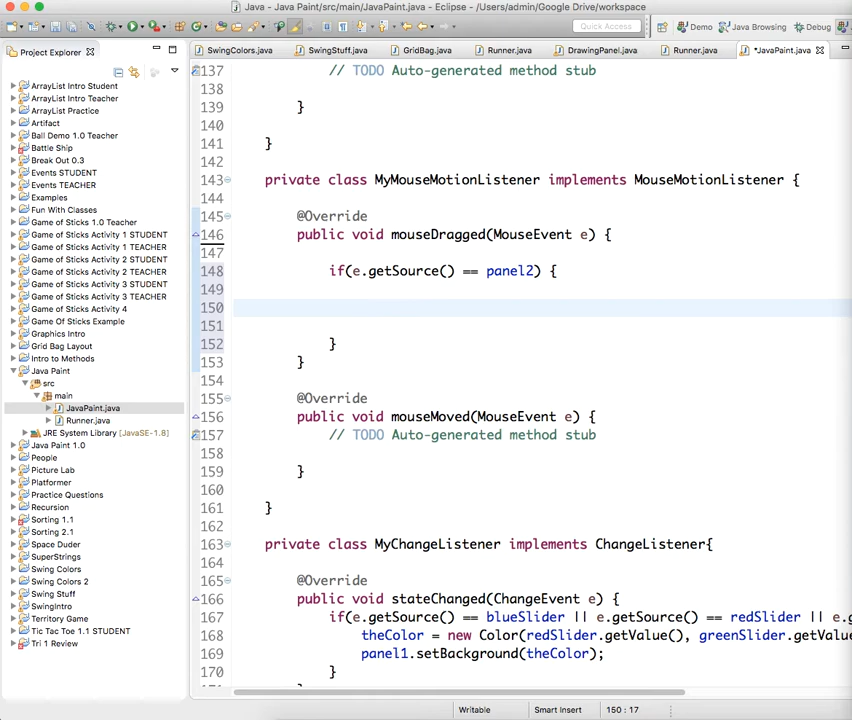 Java - Java Paint/src/main/JavaPaint.java - Eclipse - /Users/admin/Google Drive/workspace
Quick Access
Demo
Java Browsing
Debug
Project Explorer
SwingColors.java
SwingStuff.java
GridBag.java
Runner.java
DrawingPanel.java
Runner.java
*JavaPaint.java
ArrayList Intro Student
ArrayList Intro Teacher
ArrayList Practice
Artifact
Ball Demo 1.0 Teacher
Battle Ship
Break Out 0.3
Events STUDENT
Events TEACHER
Examples
Fun With Classes
Game of Sticks 1.0 Teacher
Game of Sticks Activity 1 STUDENT
Game of Sticks Activity 1 TEACHER
Game of Sticks Activity 2 STUDENT
Game of Sticks Activity 2 TEACHER
Game of Sticks Activity 3 STUDENT
Game of Sticks Activity 3 TEACHER
Game of Sticks Activity 4
Game Of Sticks Example
Graphics Intro
Grid Bag Layout
Intro to Methods
Java Paint
src
main
JavaPaint.java
Runner.java
JRE System Library [JavaSE-1.8]
Java Paint 1.0
People
Picture Lab
Platformer
Practice Questions
Recursion
Sorting 1.1
Sorting 2.1
Space Duder
SuperStrings
Swing Colors
Swing Colors 2
Swing Stuff
SwingIntro
Territory Game
Tic Tac Toe 1.1 STUDENT
Tri 1 Review
137 // TODO Auto-generated method stub
138
139 }
140
141 }
142
143 private class MyMouseMotionListener implements MouseMotionListener {
144
145 @Override
146 public void mouseDragged(MouseEvent e) {
147
148 if(e.getSource() == panel2) {
149
150
151
152 }
153 }
154
155 @Override
156 public void mouseMoved(MouseEvent e) {
157 // TODO Auto-generated method stub
158
159 }
160
161 }
162
163 private class MyChangeListener implements ChangeListener{
164
165 @Override
166 public void stateChanged(ChangeEvent e) {
167 if(e.getSource() == blueSlider || e.getSource() == redSlider || e.g
168 theColor = new Color(redSlider.getValue(), greenSlider.getValue
169 panel1.setBackground(theColor);
170 }
Writable
Smart Insert
150 : 17